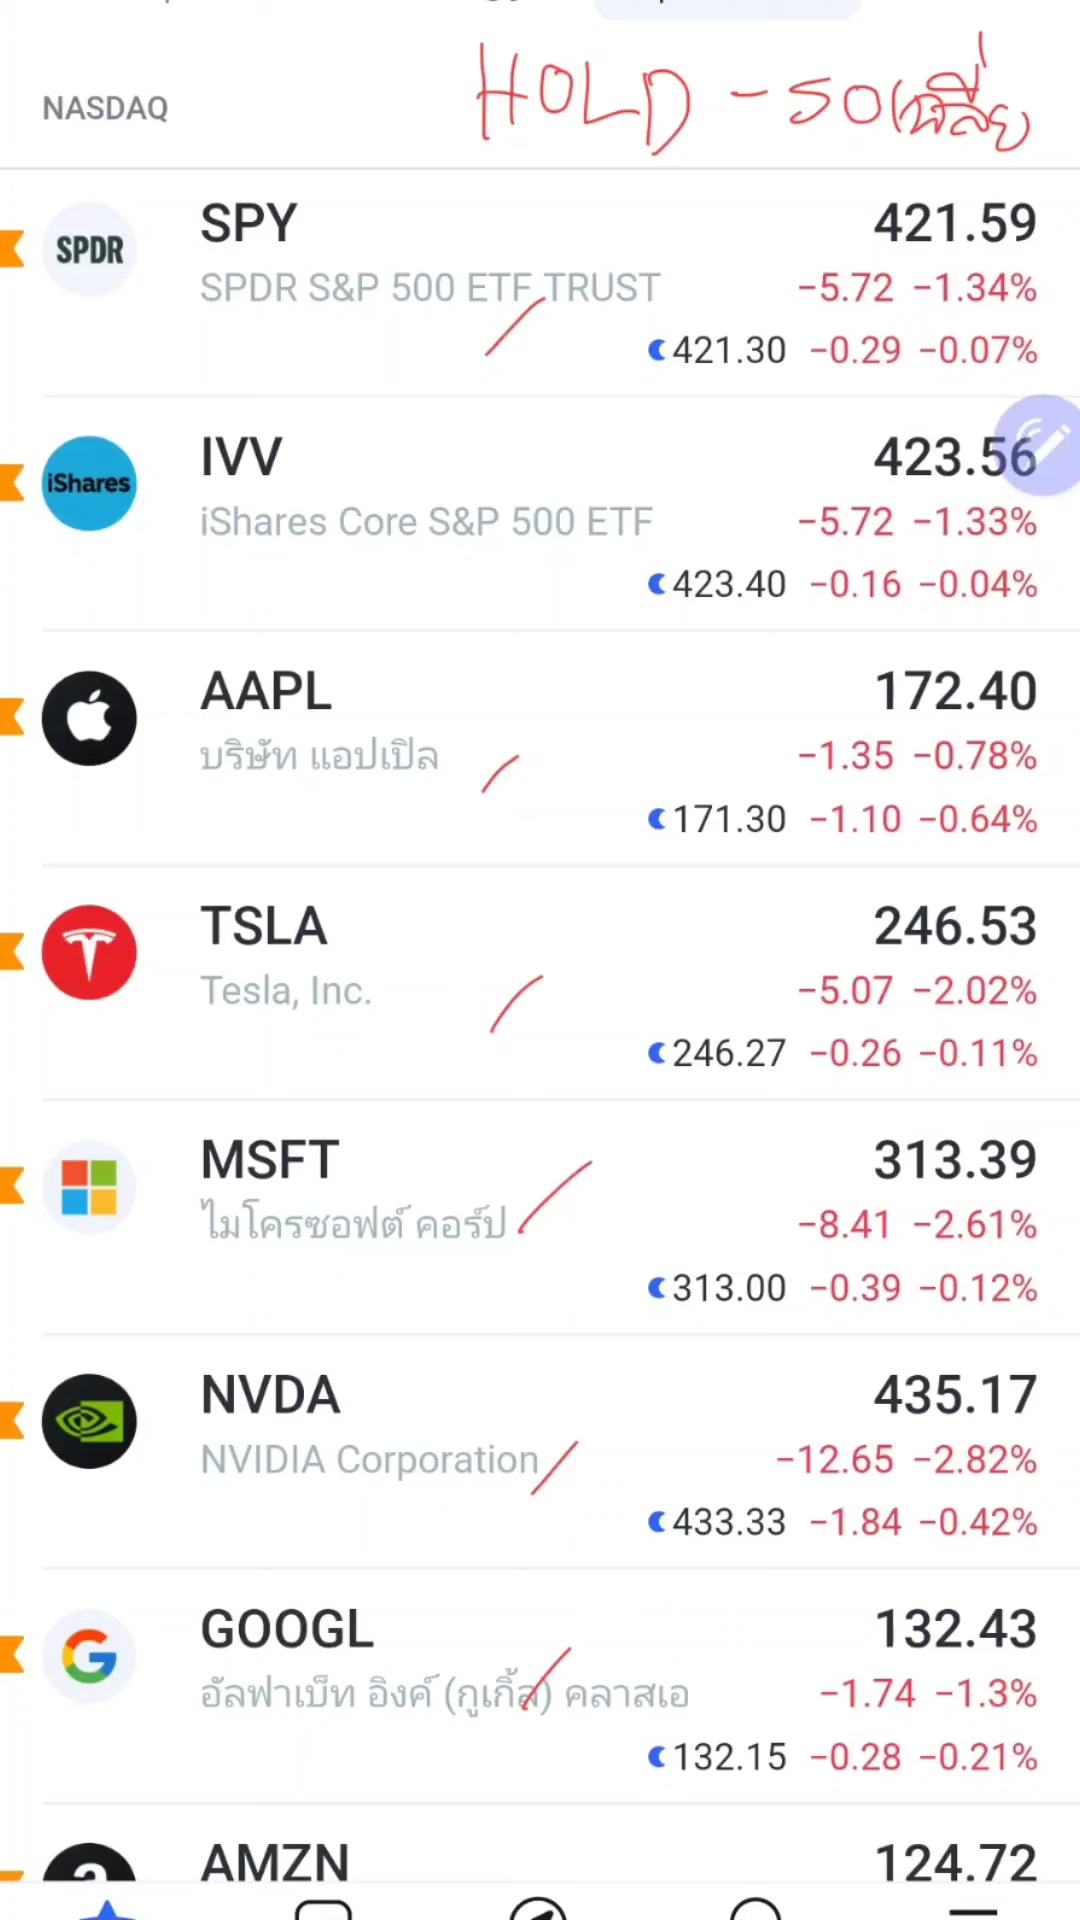 HOLD - รอเฉลี่ย
NASDAQ
SPDR
SPY
421.59
SPDR S&P 500 ETF TRUST
−5.72 −1.34%
421.30 −0.29 −0.07%
iShares
IVV
423.56
iShares Core S&P 500 ETF
−5.72 −1.33%
423.40 −0.16 −0.04%
AAPL
172.40
บริษัท แอปเปิล
−1.35 −0.78%
171.30 −1.10 −0.64%
TSLA
246.53
Tesla, Inc.
−5.07 −2.02%
246.27 −0.26 −0.11%
MSFT
313.39
ไมโครซอฟต์ คอร์ป
−8.41 −2.61%
313.00 −0.39 −0.12%
NVDA
435.17
NVIDIA Corporation
−12.65 −2.82%
433.33 −1.84 −0.42%
GOOGL
132.43
อัลฟาเบ็ท อิงค์ (กูเกิ้ล) คลาสเอ
−1.74 −1.3%
132.15 −0.28 −0.21%
AMZN
124.72